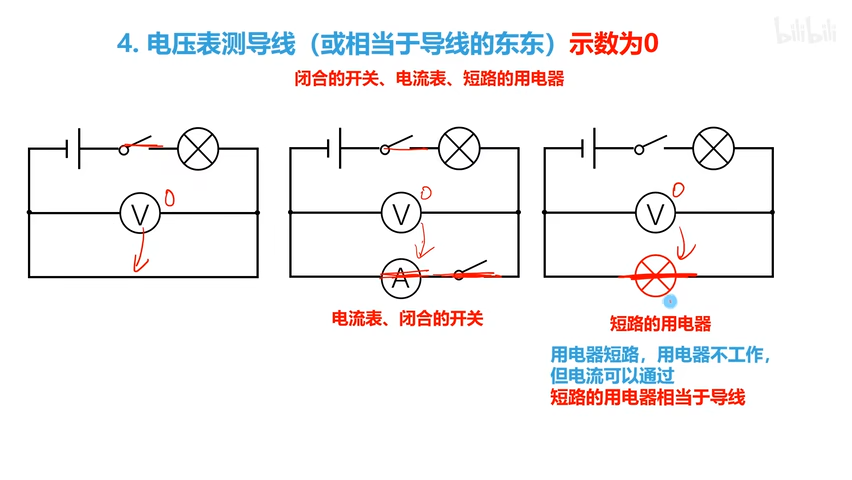 bilibili
4. 电压表测导线（或相当于导线的东东）示数为0
闭合的开关、电流表、短路的用电器
V 0
V 0
V 0
A
电流表、闭合的开关
短路的用电器
用电器短路，用电器不工作，
但电流可以通过
短路的用电器相当于导线